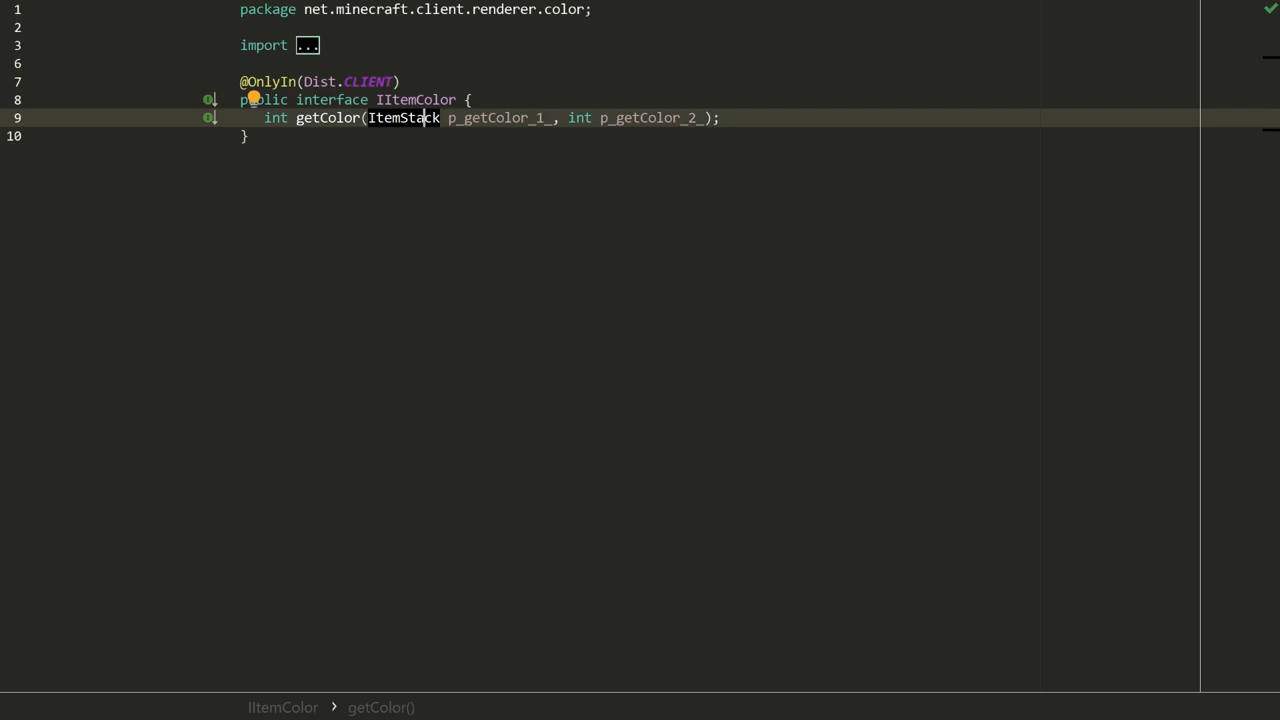 1 package net.minecraft.client.renderer.color;
2
3 import ...
6
7 @OnlyIn(Dist.CLIENT)
8 public interface IItemColor {
9 int getColor(ItemStack p_getColor_1_, int p_getColor_2_);
10 }
IItemColor > getColor()